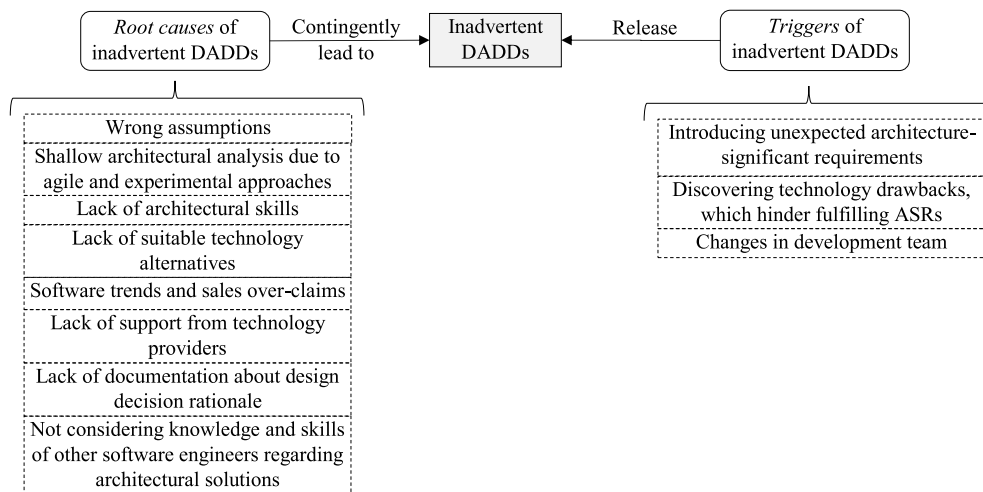 Root causes of
inadvertent DADDs
Contingently
lead to
Inadvertent
DADDs
Release
Triggers of
inadvertent DADDs
Wrong assumptions
Shallow architectural analysis due to
agile and experimental approaches
Lack of architectural skills
Lack of suitable technology
alternatives
Software trends and sales over-claims
Lack of support from technology
providers
Lack of documentation about design
decision rationale
Not considering knowledge and skills
of other software engineers regarding
architectural solutions
Introducing unexpected architecture-
significant requirements
Discovering technology drawbacks,
which hinder fulfilling ASRs
Changes in development team